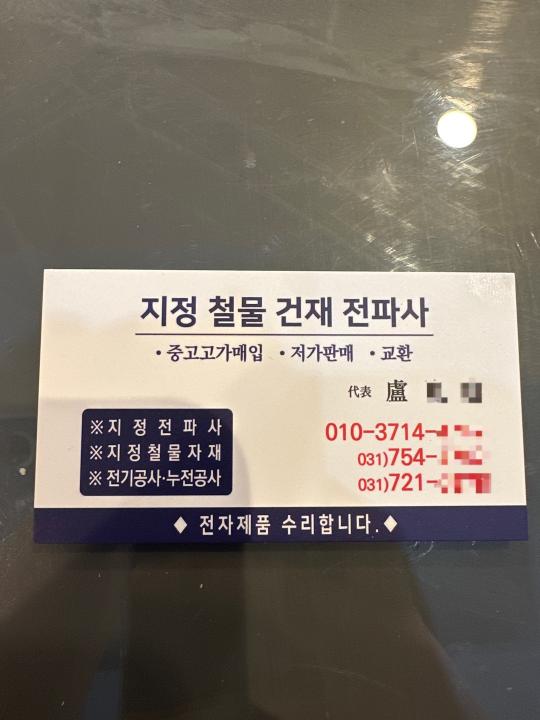 지정 철물 건재 전파사
• 중고고가매입 • 저가판매 • 교환
代表 盧
※지정전파사
※지정철물자재
※전기공사·누전공사
010-3714-
031)754-
031)721-
♦ 전자제품 수리합니다.♦